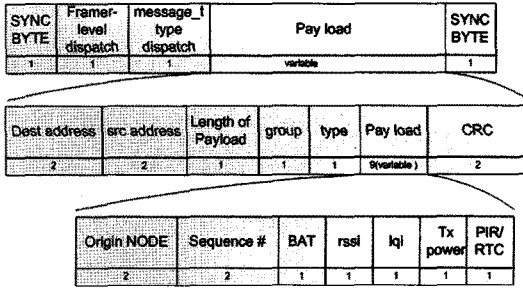 SYNC BYTE
Framer-level dispatch
message_t type dispatch
Pay load
SYNC BYTE
1
1
1
variable
1
Dest address
src address
Length of Payload
group
type
Pay load
CRC
2
2
1
1
1
9(variable)
2
Origin NODE
Sequence #
BAT
rssi
lqi
Tx power
PIR/ RTC
2
2
1
1
1
1
1